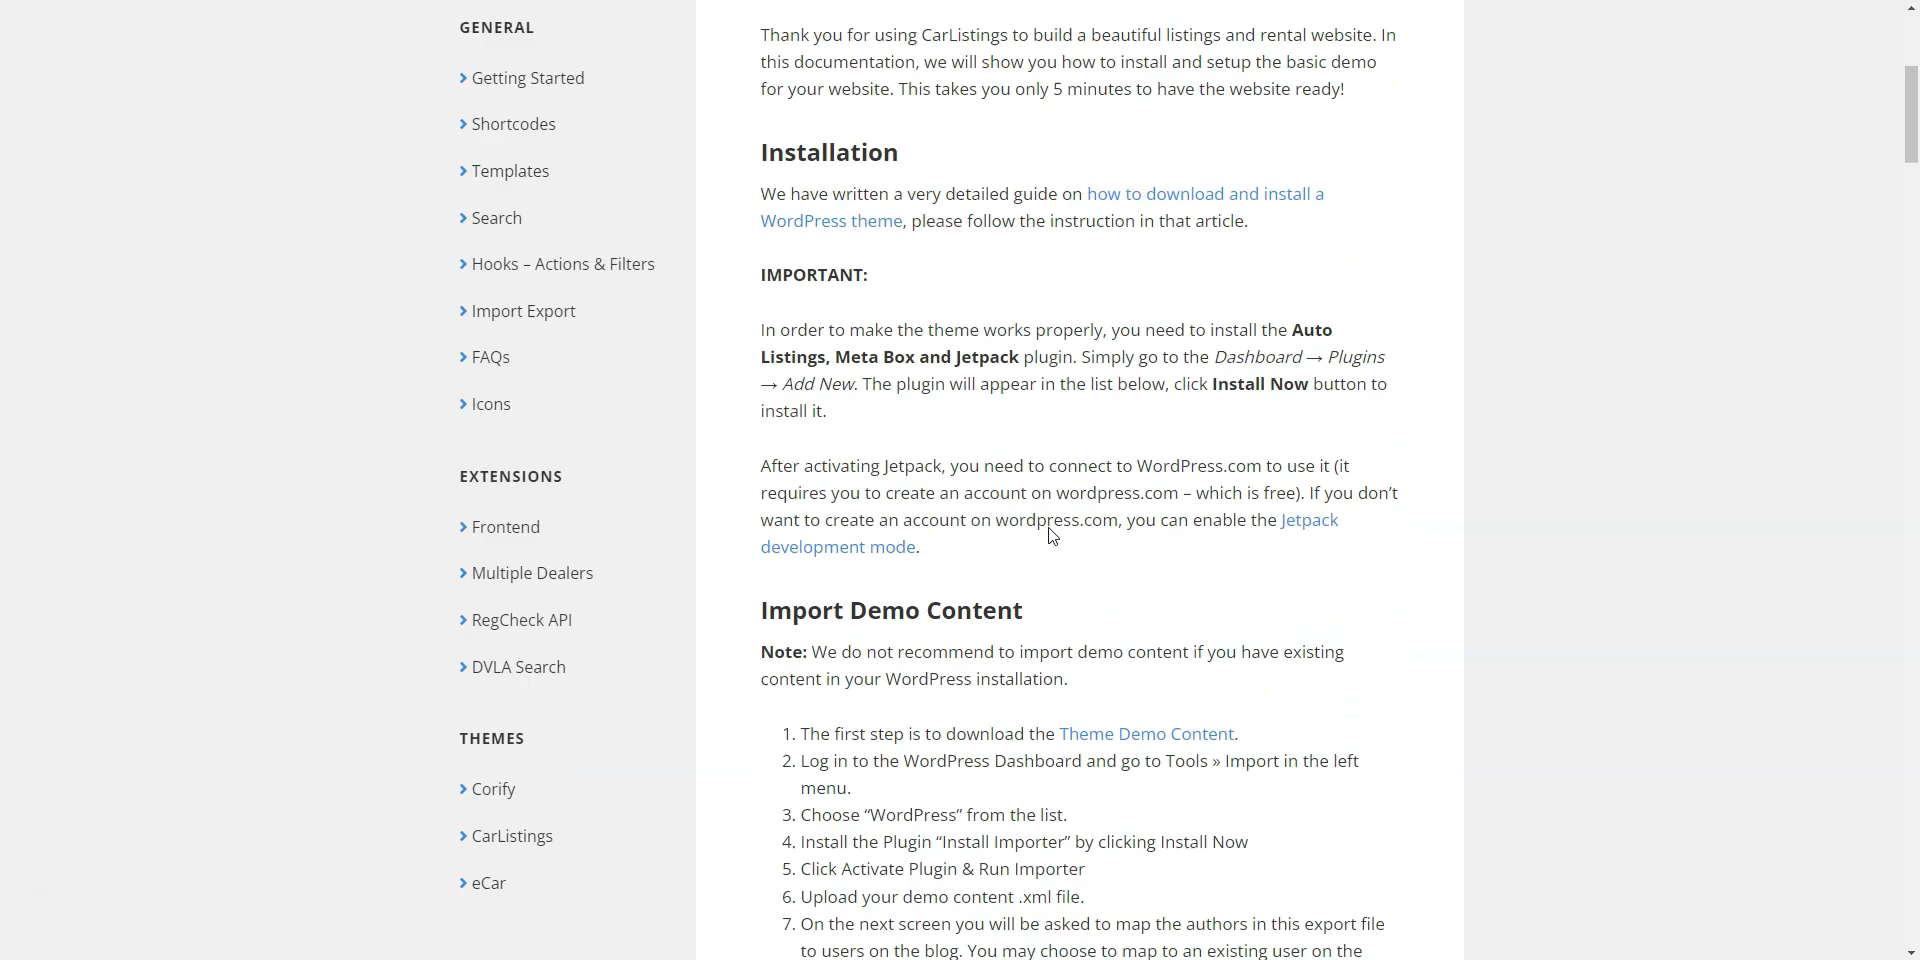 GENERAL
Getting Started
Shortcodes
Templates
Search
Hooks – Actions & Filters
Import Export
FAQs
Icons
EXTENSIONS
Frontend
Multiple Dealers
RegCheck API
DVLA Search
THEMES
Corify
CarListings
eCar
Thank you for using CarListings to build a beautiful listings and rental website. In
this documentation, we will show you how to install and setup the basic demo
for your website. This takes you only 5 minutes to have the website ready!
Installation
We have written a very detailed guide on how to download and install a
WordPress theme, please follow the instruction in that article.
IMPORTANT:
In order to make the theme works properly, you need to install the Auto
Listings, Meta Box and Jetpack plugin. Simply go to the Dashboard → Plugins
→ Add New. The plugin will appear in the list below, click Install Now button to
install it.
After activating Jetpack, you need to connect to WordPress.com to use it (it
requires you to create an account on wordpress.com – which is free). If you don’t
want to create an account on wordpress.com, you can enable the Jetpack
development mode.
Import Demo Content
Note: We do not recommend to import demo content if you have existing
content in your WordPress installation.
1. The first step is to download the Theme Demo Content.
2. Log in to the WordPress Dashboard and go to Tools » Import in the left
menu.
3. Choose “WordPress” from the list.
4. Install the Plugin “Install Importer” by clicking Install Now
5. Click Activate Plugin & Run Importer
6. Upload your demo content .xml file.
7. On the next screen you will be asked to map the authors in this export file
to users on the blog. You may choose to map to an existing user on the